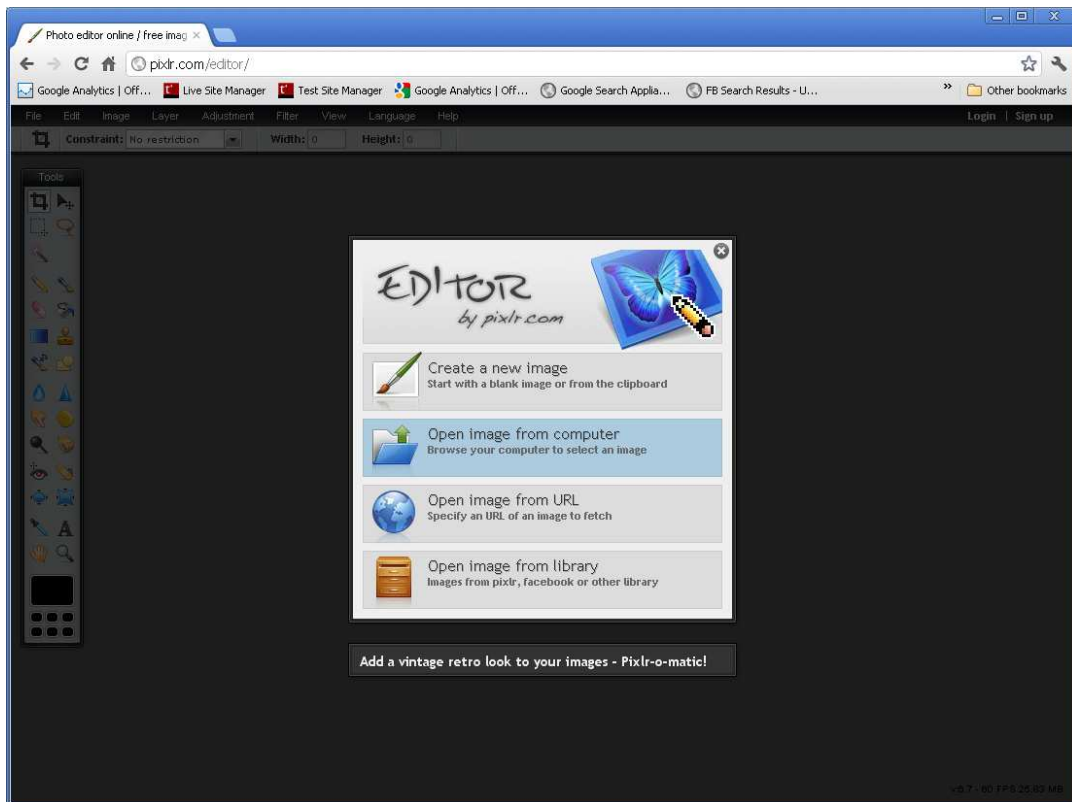 Photo editor online / free imag
pixlr.com/editor/
Google Analytics | Off... Live Site Manager Test Site Manager Google Analytics | Off... Google Search Applia... FB Search Results - U... » Other bookmarks
File Edit Image Layer Adjustment Filter View Language Help Login | Sign up
Constraint: No restriction Width: 0 Height: 0
Tools
EDITOR
by pixlr.com
Create a new image
Start with a blank image or from the clipboard
Open image from computer
Browse your computer to select an image
Open image from URL
Specify an URL of an image to fetch
Open image from library
Images from pixlr, facebook or other library
A
Add a vintage retro look to your images - Pixlr-o-matic!